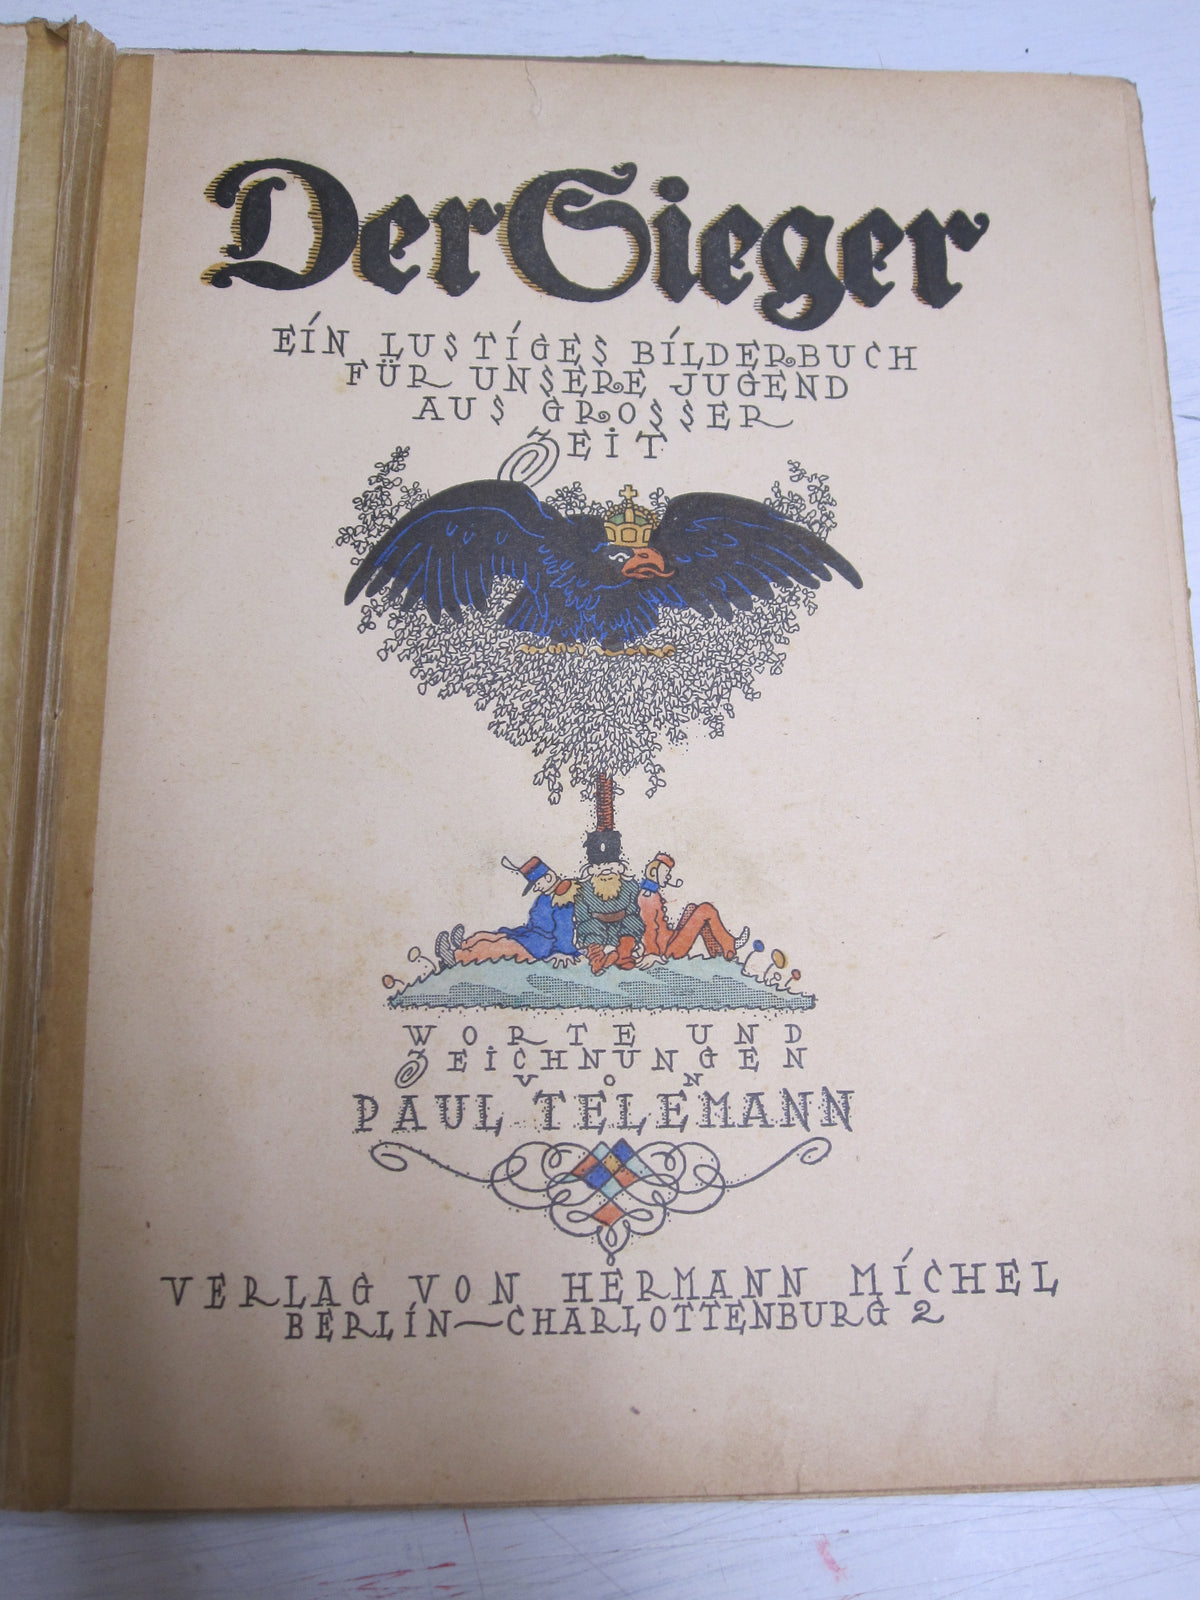 Der Sieger
EIN LUSTIGES BILDERBUCH
FÜR UNSERE JUGEND
AUS GROSSER
ZEIT
WORTE UND
ZEICHNUNGEN
VON
PAUL TELEMANN
VERLAG VON HERMANN MICHEL
BERLIN—CHARLOTTENBURG 2